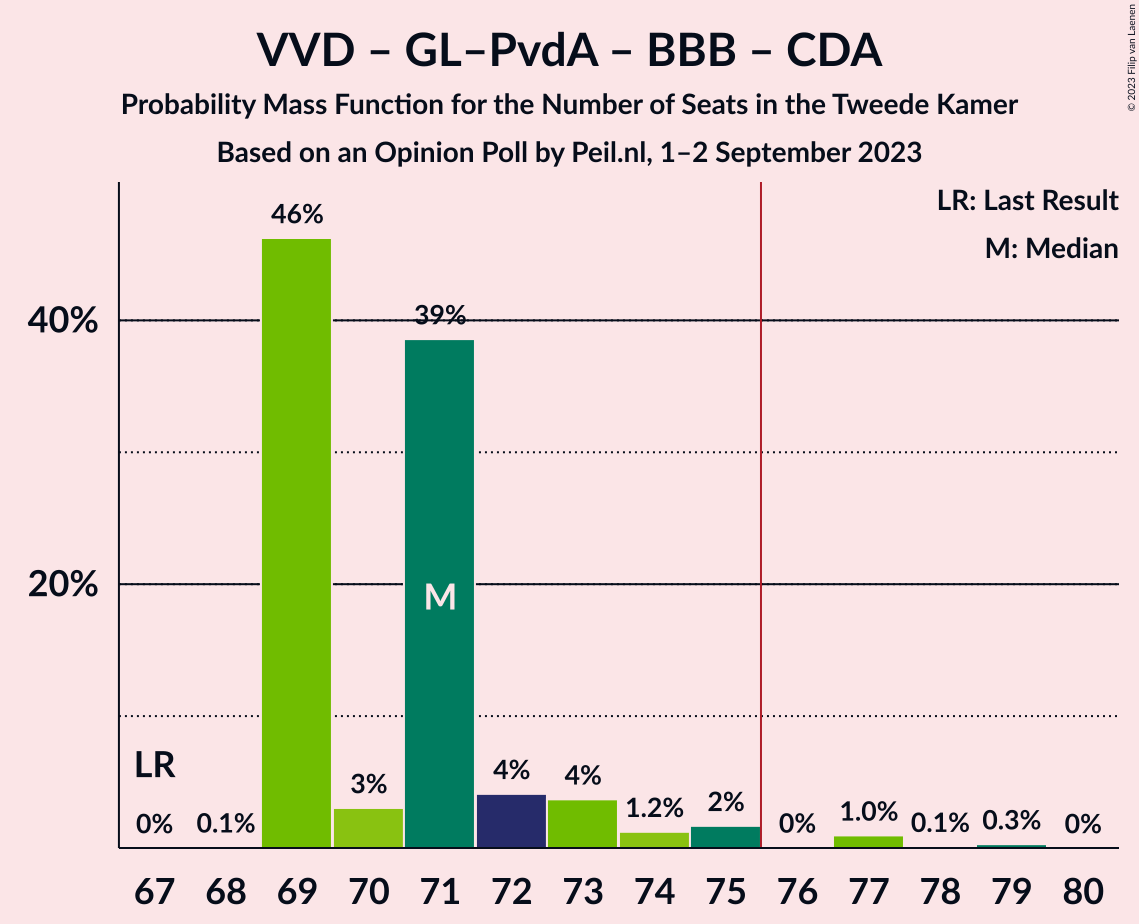 VVD – GL–PvdA – BBB – CDA
Probability Mass Function for the Number of Seats in the Tweede Kamer
Based on an Opinion Poll by Peil.nl, 1–2 September 2023
© 2023 Filip van Laenen
LR: Last Result
M: Median
46%
39%
40%
M
20%
LR
0%
0.1%
3%
4%
4%
1.2%
2%
0%
1.0%
0.1%
0.3%
0%
67 68 69 70 71 72 73 74 75 76 77 78 79 80